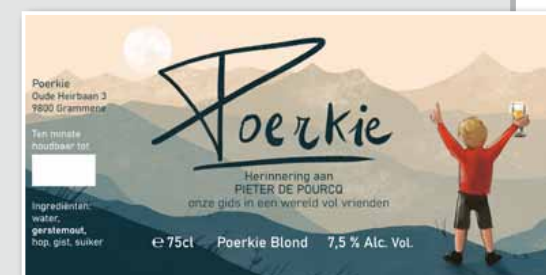 Poerkie
Oude Heirbaan 3
9800 Grammene
Ten minste
houdbaar tot
Ingrediënten:
water,
gerstemout,
hop, gist, suiker
Poerkie
Herinnering aan
PIETER DE POURCQ
onze gids in een wereld vol vrienden
℮ 75cl Poerkie Blond 7,5 % Alc. Vol.